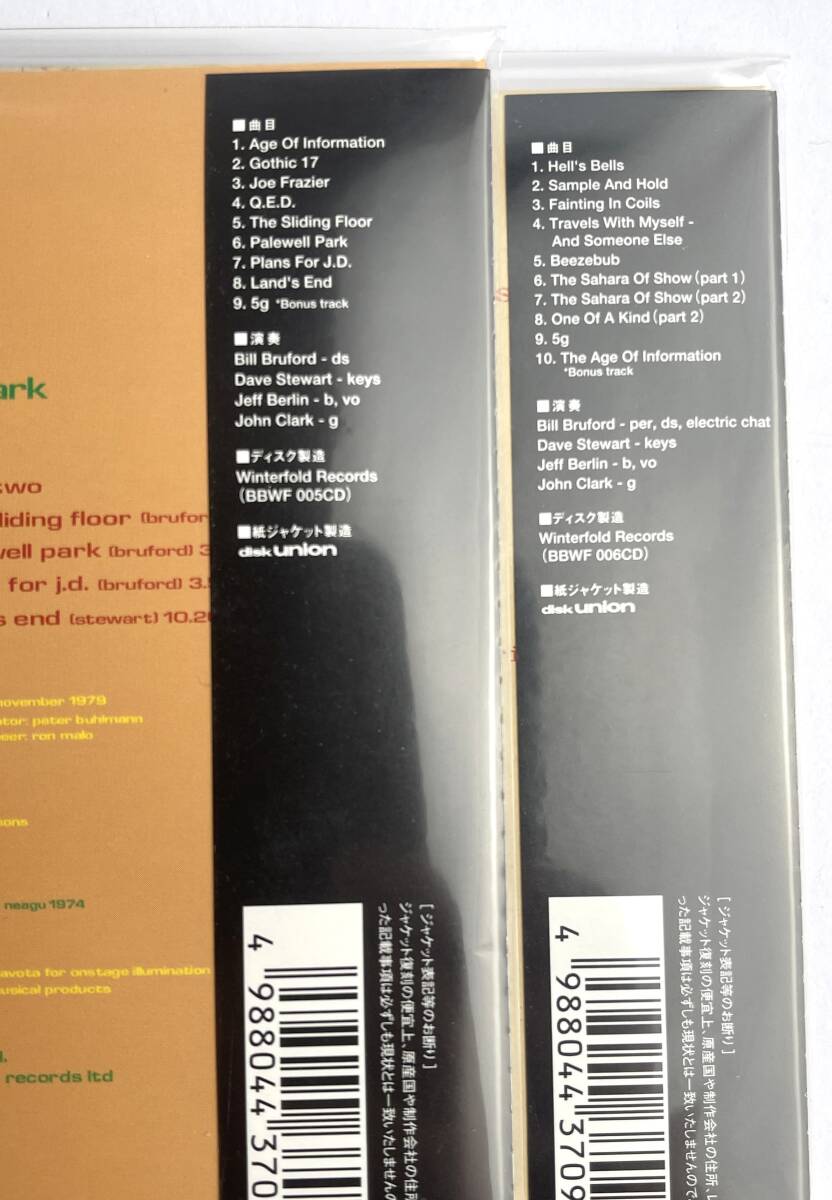 ark
two
sliding floor (brufor
well park (bruford) 3
for j.d. (bruford) 3.
s end (stewart) 10.2
november 1979
ator: peter buhlmann
eer: ron malo
ions
neagu 1974
avota for onstage illumination
usical products
records ltd
■曲目
1. Age Of Information
2. Gothic 17
3. Joe Frazier
4. Q.E.D.
5. The Sliding Floor
6. Palewell Park
7. Plans For J.D.
8. Land's End
9. 5g *Bonus track
■演奏
Bill Bruford - ds
Dave Stewart - keys
Jeff Berlin - b, vo
John Clark - g
■ディスク製造
Winterfold Records
(BBWF 005CD)
■紙ジャケット製造
disk union
[ジャケット表記等のお断り]
ジャケット復刻の便宜上、原産国や制作会社の住所
った記載事項は必ずしも現状とは一致いたしませんの
4 988044 370
■曲目
1. Hell's Bells
2. Sample And Hold
3. Fainting In Coils
4. Travels With Myself -
And Someone Else
5. Beezebub
6. The Sahara Of Show (part 1)
7. The Sahara Of Show (part 2)
8. One Of A Kind (part 2)
9. 5g
10. The Age Of Information
*Bonus track
■演奏
Bill Bruford - per, ds, electric chat
Dave Stewart - keys
Jeff Berlin - b, vo
John Clark - g
■ディスク製造
Winterfold Records
(BBWF 006CD)
■紙ジャケット製造
disk union
[ジャケット表記等のお断り]
ジャケット復刻の便宜上、原産国や制作会社の住所、
った記載事項は必ずしも現状とは一致いたしませんので
4 988044 3709